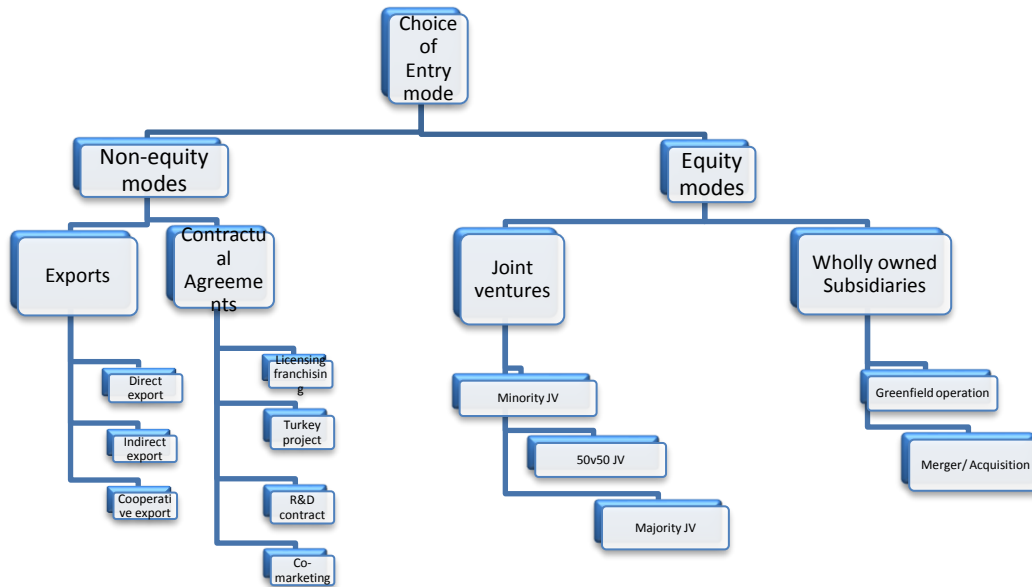 Choice
of
Entry
mode
Non-equity
modes
Equity
modes
Exports
Contractu
al
Agreeme
nts
Joint
ventures
Wholly owned
Subsidiaries
Direct
export
Indirect
export
Cooperati
ve export
Licensing
franchisin
g
Turkey
project
R&D
contract
Co-
marketing
Minority JV
50v50 JV
Majority JV
Greenfield operation
Merger/ Acquisition